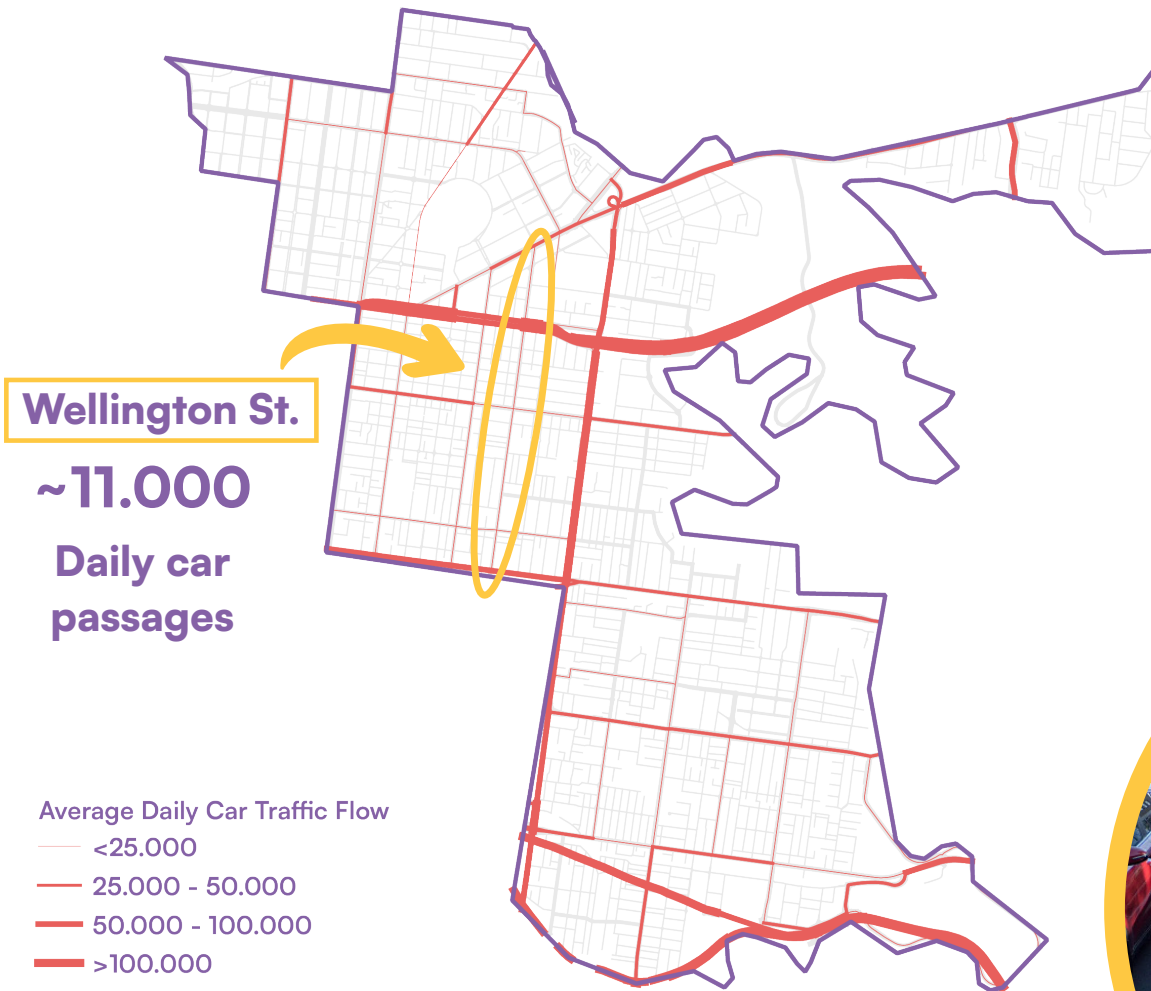 Wellington St.
~11.000
Daily car
passages
Average Daily Car Traffic Flow
<25.000
25.000 - 50.000
50.000 - 100.000
>100.000